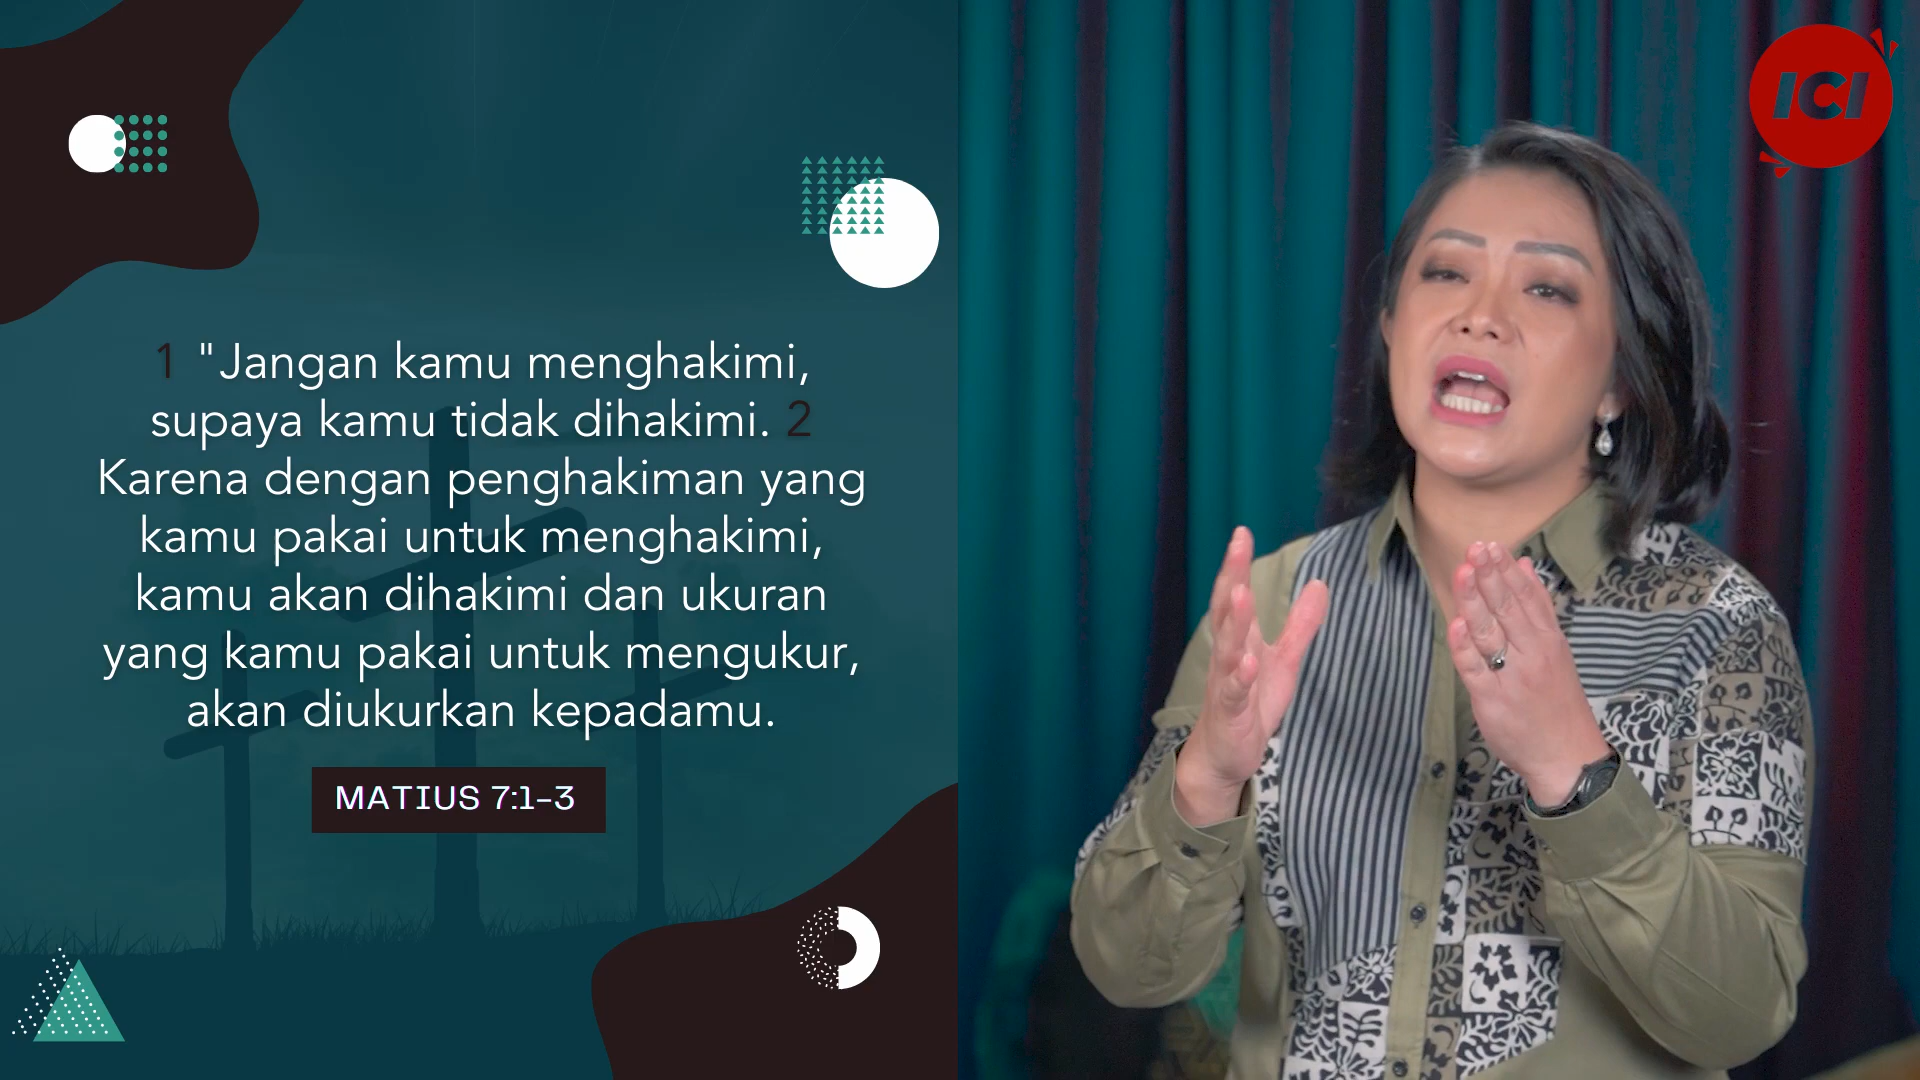 1 "Jangan kamu menghakimi,
supaya kamu tidak dihakimi. 2
Karena dengan penghakiman yang
kamu pakai untuk menghakimi,
kamu akan dihakimi dan ukuran
yang kamu pakai untuk mengukur,
akan diukurkan kepadamu.
MATIUS 7:1-3
ICI